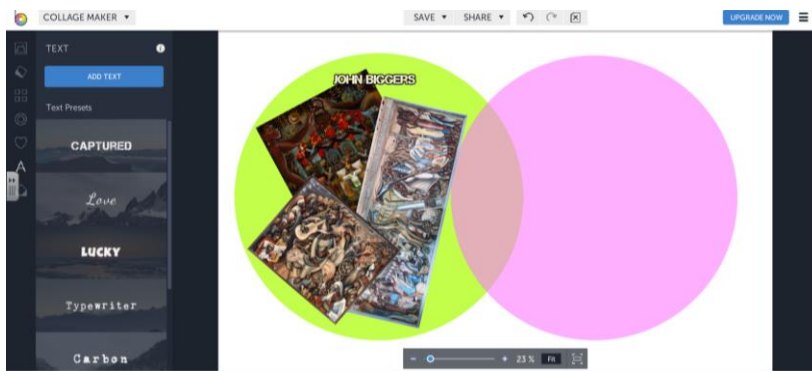 COLLAGE MAKER ▼
SAVE ▼ SHARE ▼
UPGRADE NOW
TEXT
ADD TEXT
Text Presets
CAPTURED
Love
LUCKY
Typewriter
Carbon
JOHN BIGGERS
23 % Fit